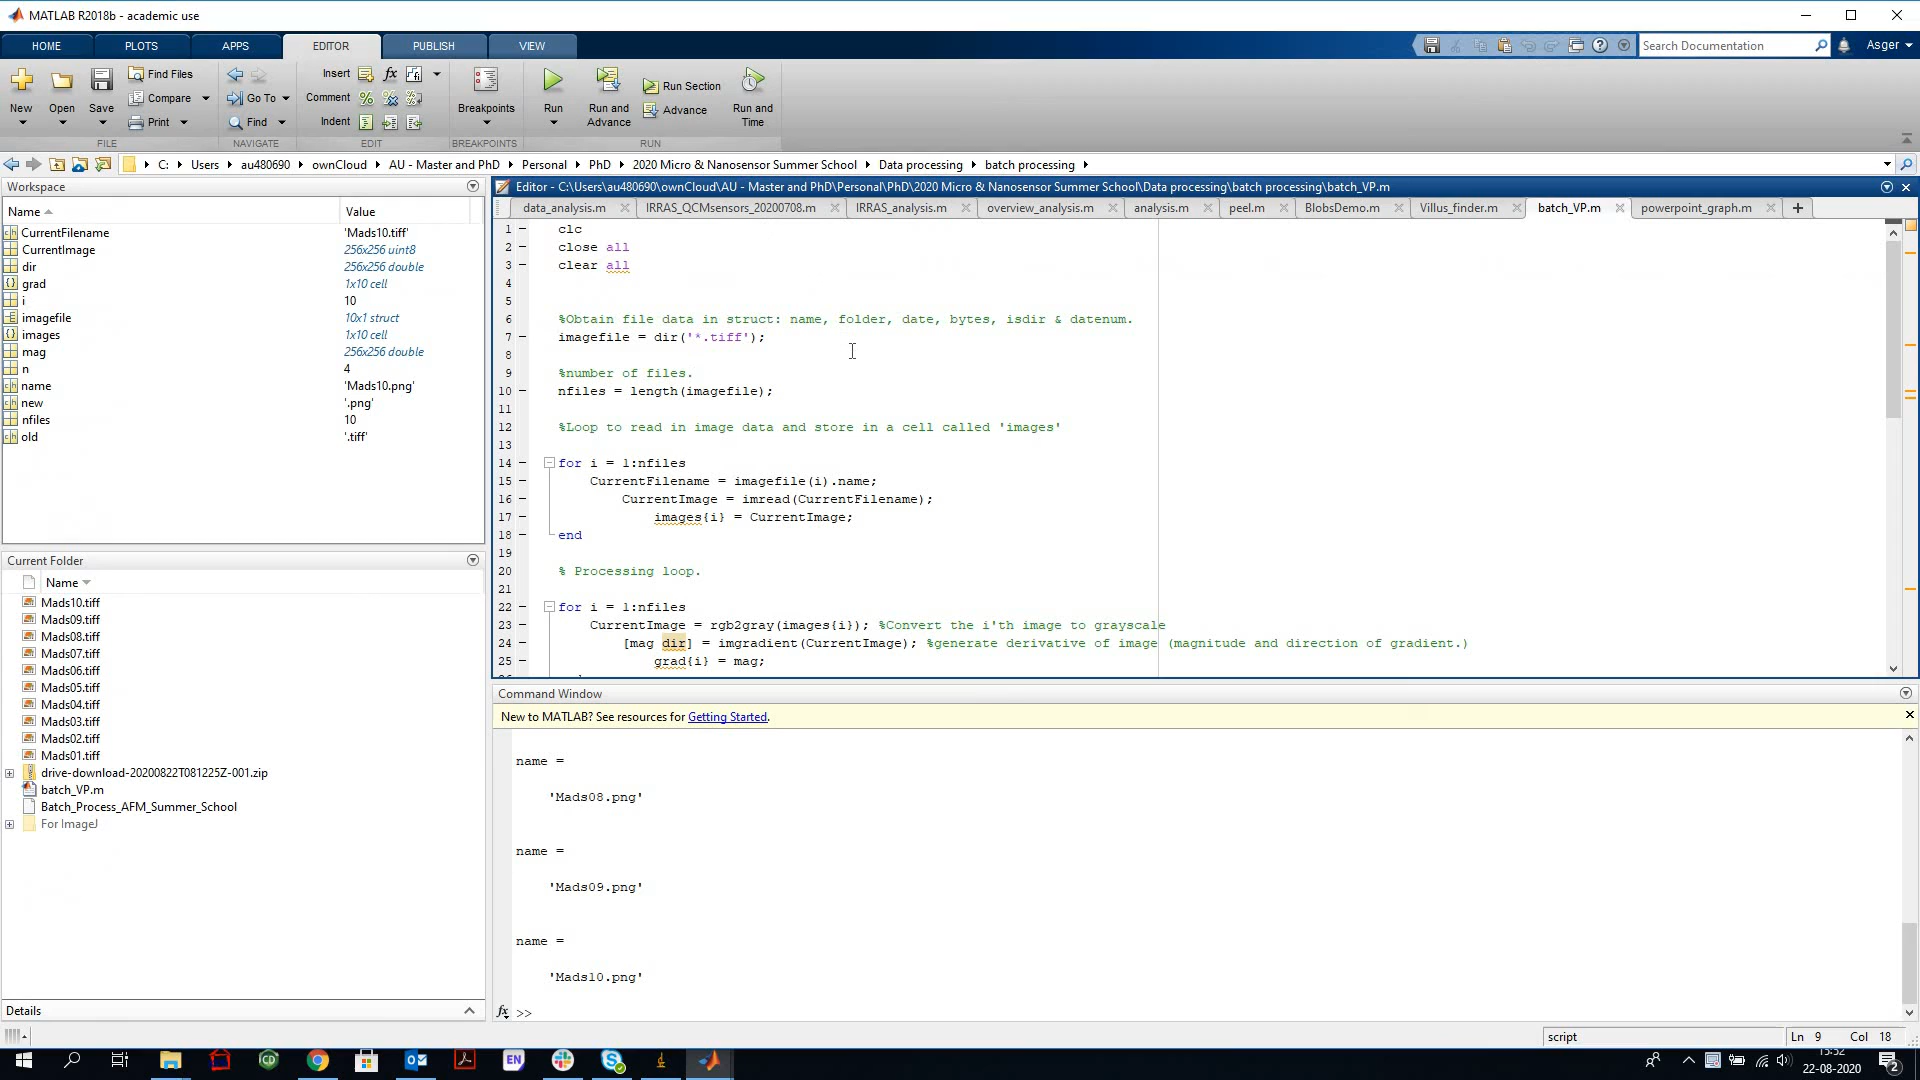 MATLAB R2018b - academic use
HOME PLOTS APPS EDITOR PUBLISH VIEW
Search Documentation
Asger
New Open Save
Find Files
Compare
Print
FILE
Go To
Find
NAVIGATE
Insert fx
Comment
Indent
EDIT
Breakpoints
BREAKPOINTS
Run
Run and Advance
Run Section
Advance
Run and Time
RUN
C: Users au480690 ownCloud AU - Master and PhD Personal PhD 2020 Micro & Nanosensor Summer School Data processing batch processing
Workspace
Name Value
CurrentFilename 'Mads10.tiff'
CurrentImage 256x256 uint8
dir 256x256 double
grad 1x10 cell
i 10
imagefile 10x1 struct
images 1x10 cell
mag 256x256 double
n 4
name 'Mads10.png'
new '.png'
nfiles 10
old '.tiff'
Current Folder
Name
Mads10.tiff
Mads09.tiff
Mads08.tiff
Mads07.tiff
Mads06.tiff
Mads05.tiff
Mads04.tiff
Mads03.tiff
Mads02.tiff
Mads01.tiff
drive-download-20200822T081225Z-001.zip
batch_VP.m
Batch_Process_AFM_Summer_School
For ImageJ
Details
Editor - C:\Users\au480690\ownCloud\AU - Master and PhD\Personal\PhD\2020 Micro & Nanosensor Summer School\Data processing\batch processing\batch_VP.m
data_analysis.m IRRAS_QCMsensors_20200708.m IRRAS_analysis.m overview_analysis.m analysis.m peel.m BlobsDemo.m Villus_finder.m batch_VP.m powerpoint_graph.m
1 clc
2 close all
3 clear all
4
5
6 %Obtain file data in struct: name, folder, date, bytes, isdir & datenum.
7 imagefile = dir('*.tiff');
8
9 %number of files.
10 nfiles = length(imagefile);
11
12 %Loop to read in image data and store in a cell called 'images'
13
14 for i = 1:nfiles
15 CurrentFilename = imagefile(i).name;
16 CurrentImage = imread(CurrentFilename);
17 images{i} = CurrentImage;
18 end
19
20 % Processing loop.
21
22 for i = 1:nfiles
23 CurrentImage = rgb2gray(images{i}); %Convert the i'th image to grayscale
24 [mag dir] = imgradient(CurrentImage); %generate derivative of image (magnitude and direction of gradient.)
25 grad{i} = mag;
Command Window
New to MATLAB? See resources for Getting Started.
name =
'Mads08.png'
name =
'Mads09.png'
name =
'Mads10.png'
fx >>
script
Ln 9 Col 18
EN
15:52
22-08-2020
2